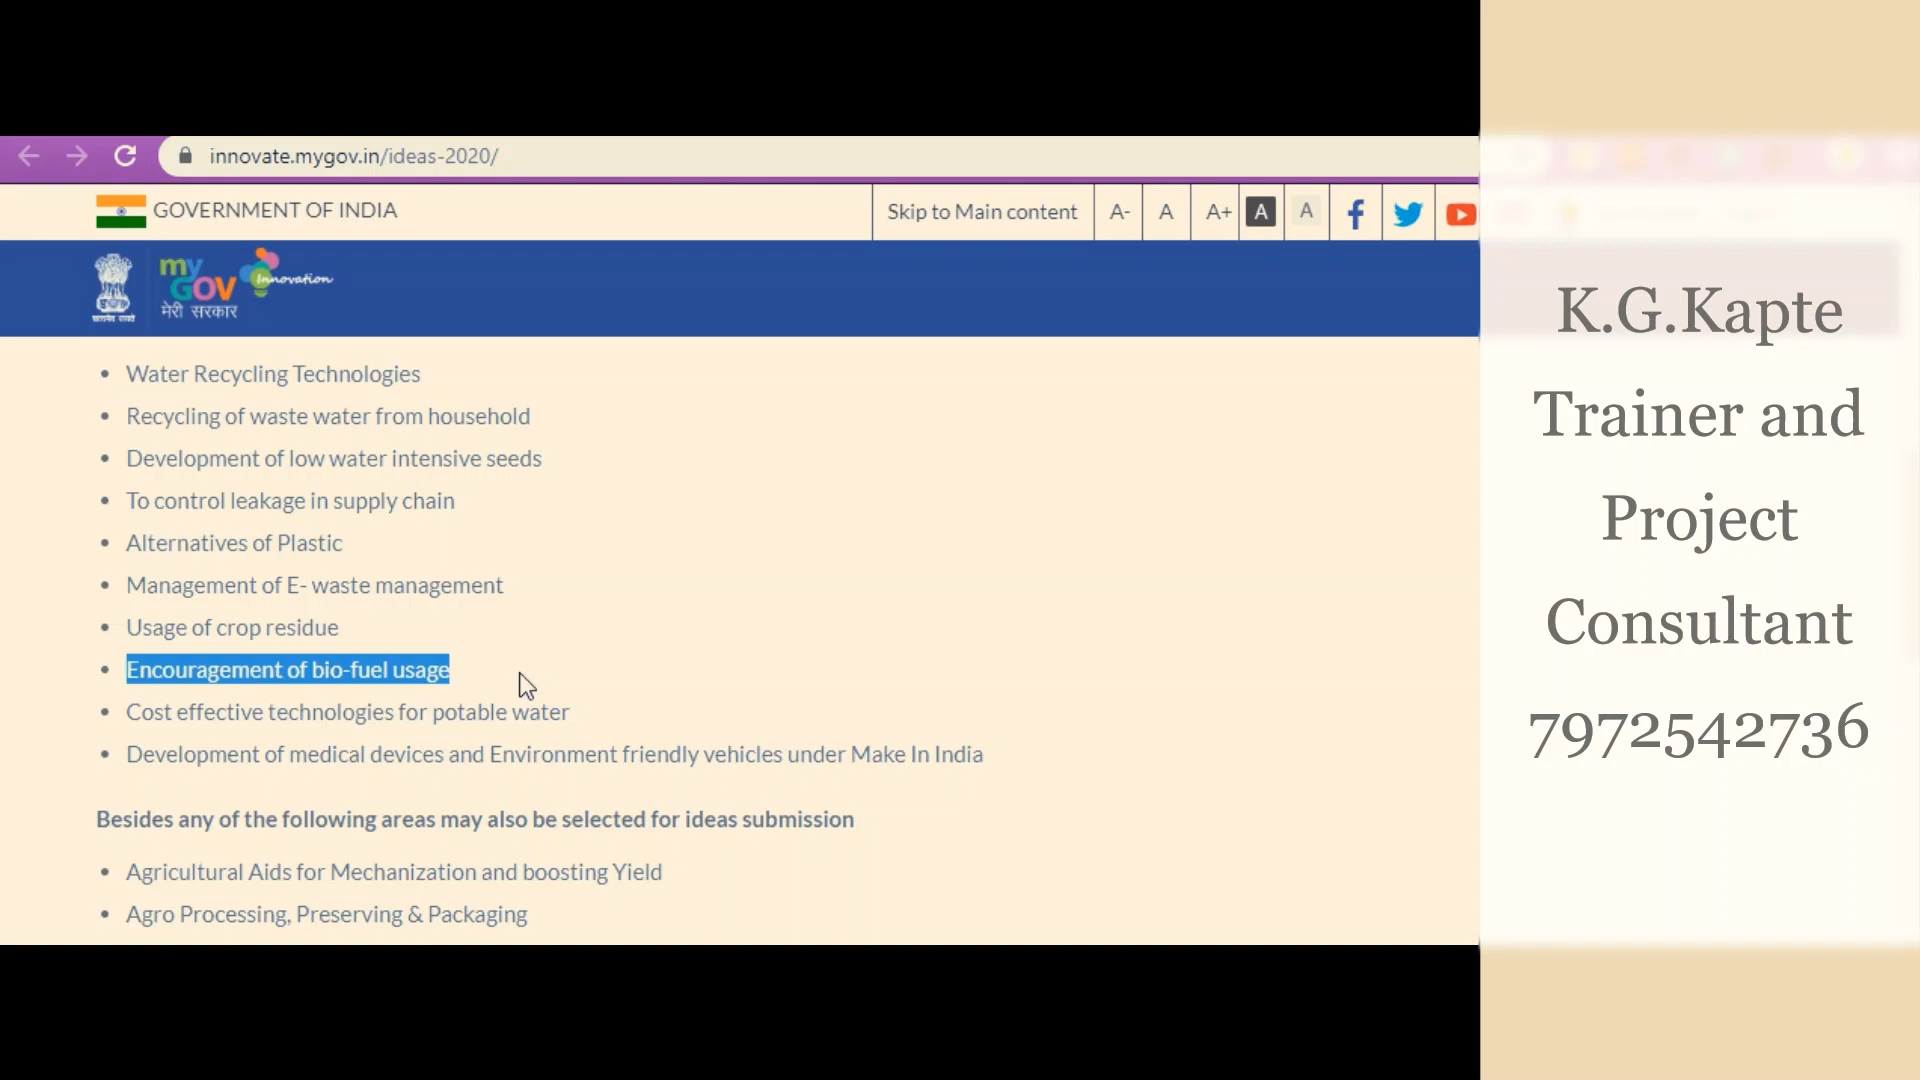 innovate.mygov.in/ideas-2020/
GOVERNMENT OF INDIA
Skip to Main content
A-
A
A+
A
A
my
GOV
Innovation
मेरी सरकार
Water Recycling Technologies
Recycling of waste water from household
Development of low water intensive seeds
To control leakage in supply chain
Alternatives of Plastic
Management of E- waste management
Usage of crop residue
Encouragement of bio-fuel usage
Cost effective technologies for potable water
Development of medical devices and Environment friendly vehicles under Make In India
Besides any of the following areas may also be selected for ideas submission
Agricultural Aids for Mechanization and boosting Yield
Agro Processing, Preserving & Packaging
K.G.Kapte
Trainer and
Project
Consultant
7972542736